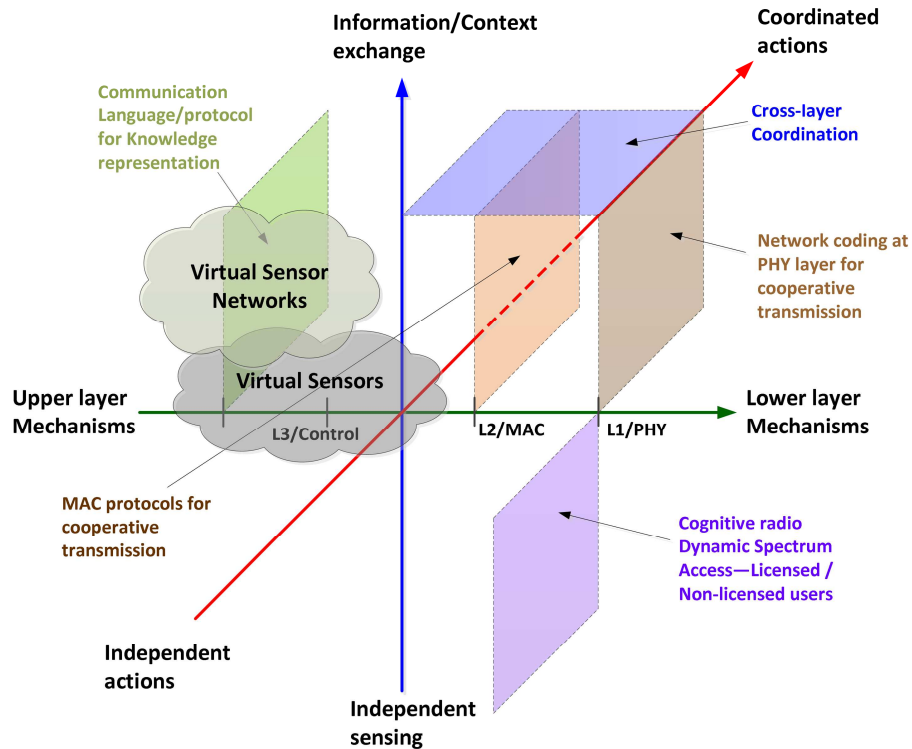 Information/Context
exchange
Coordinated
actions
Communication
Language/protocol
for Knowledge
representation
Cross-layer
Coordination
Virtual Sensor
Networks
Network coding at
PHY layer for
cooperative
transmission
Virtual Sensors
Upper layer
Mechanisms
L3/Control
L2/MAC
L1/PHY
Lower layer
Mechanisms
MAC protocols for
cooperative
transmission
Cognitive radio
Dynamic Spectrum
Access—Licensed /
Non-licensed users
Independent
actions
Independent
sensing